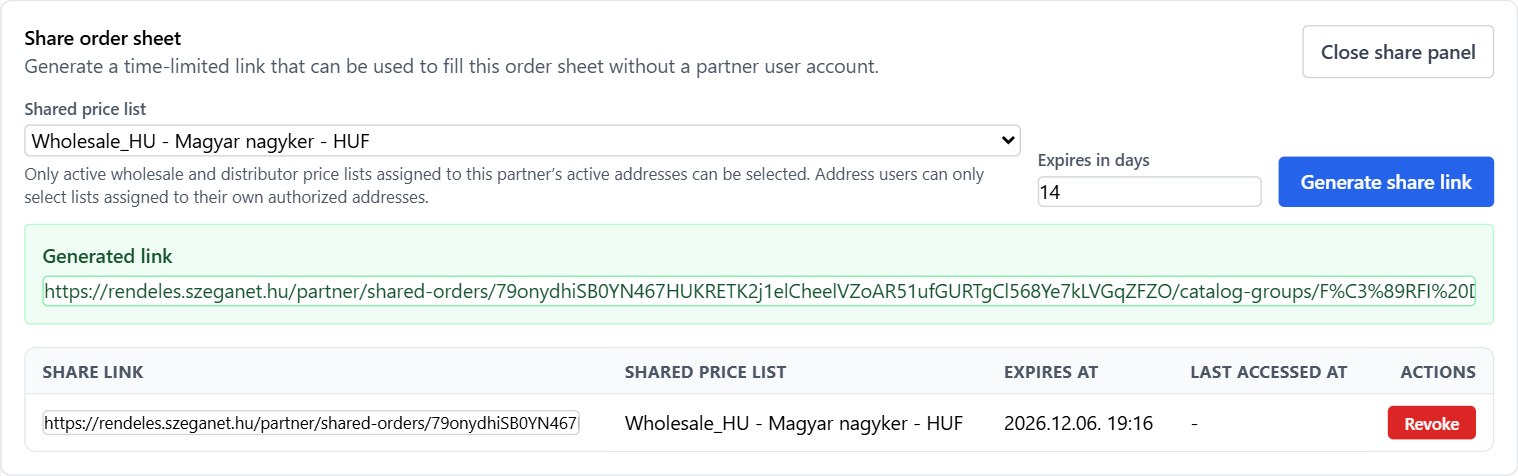 Share order sheet
Generate a time-limited link that can be used to fill this order sheet without a partner user account.
Close share panel
Shared price list
Wholesale_HU - Magyar nagyker - HUF
Only active wholesale and distributor price lists assigned to this partner's active addresses can be selected. Address users can only
select lists assigned to their own authorized addresses.
Expires in days
14
Generate share link
Generated link
https://rendeles.szeganet.hu/partner/shared-orders/79onydhiSB0YN467HUKRETK2j1elCheelVZoAR51ufGURTgCl568Ye7kLVGqZFZO/catalog-groups/F%C3%89RFI%20D
SHARE LINK SHARED PRICE LIST EXPIRES AT LAST ACCESSED AT ACTIONS
https://rendeles.szeganet.hu/partner/shared-orders/79onydhiSB0YN467 Wholesale_HU - Magyar nagyker - HUF 2026.12.06. 19:16 - Revoke